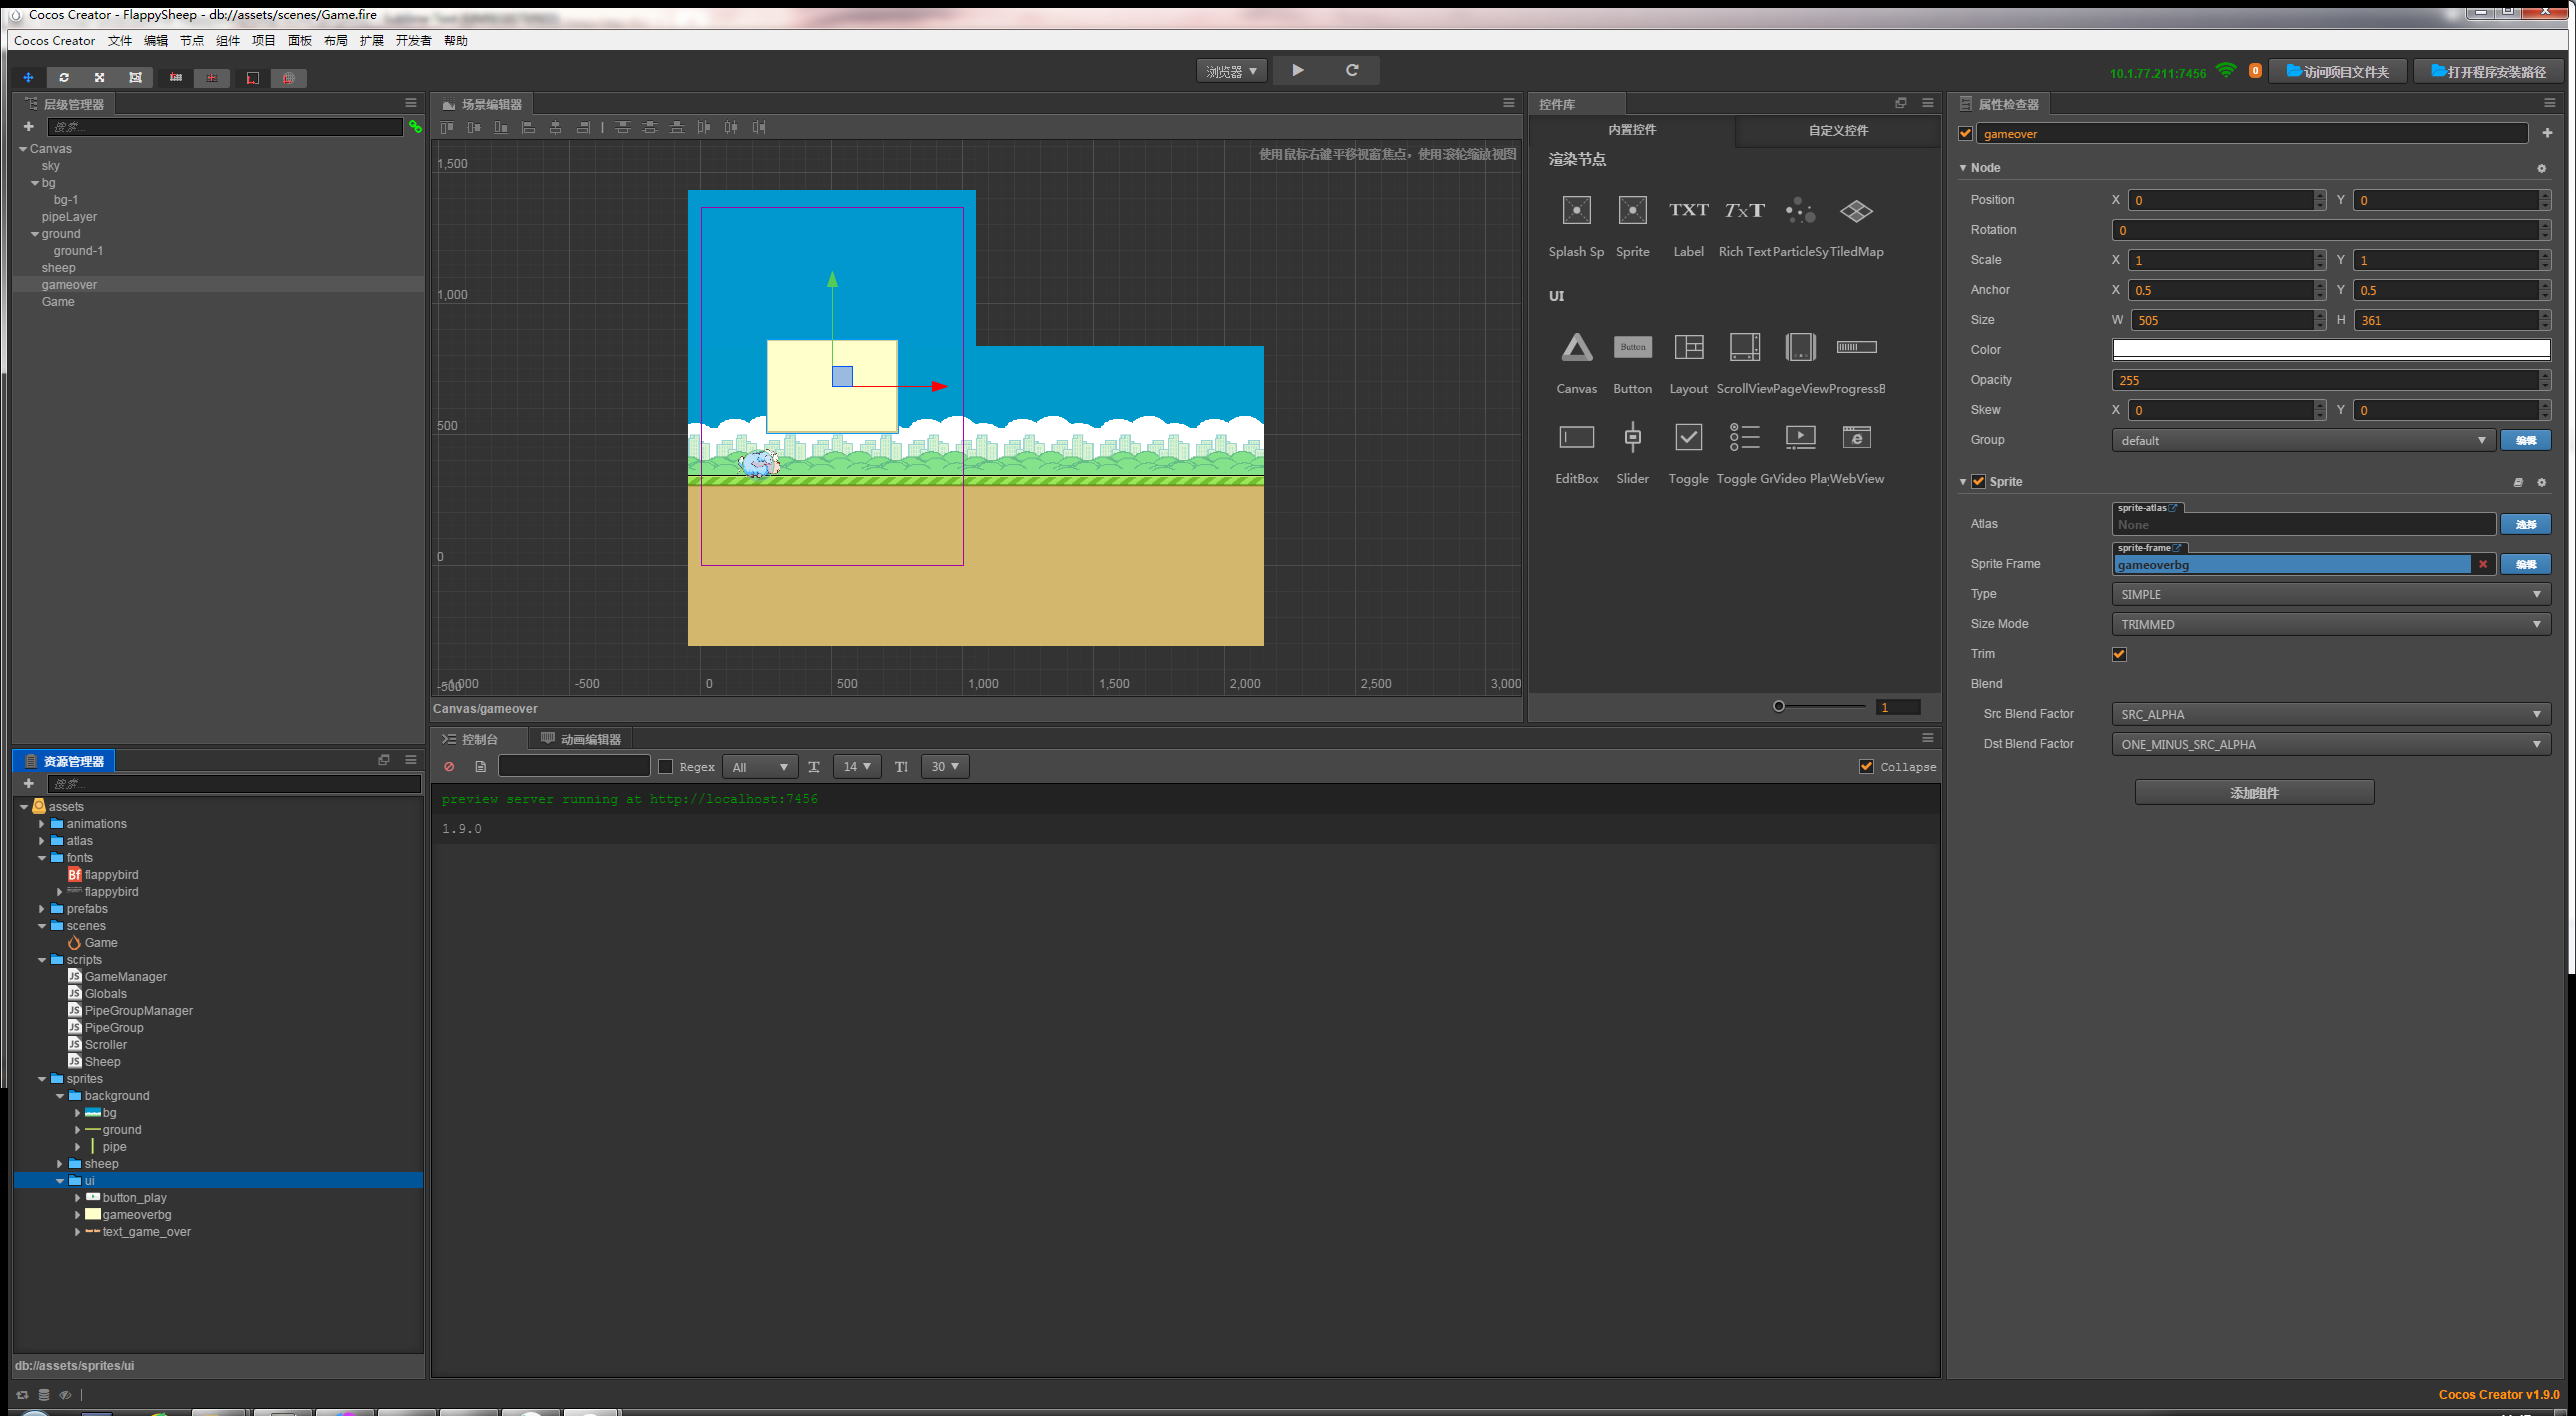 Cocos Creator - FlappySheep - db://assets/scenes/Game.fire
Cocos Creator 文件 编辑 节点 组件 项目 面板 布局 扩展 开发者 帮助
浏览器
10.1.77.211:7456
0
访问项目文件夹
打开程序安装路径
层级管理器
搜索...
Canvas
sky
bg
bg-1
pipeLayer
ground
ground-1
sheep
gameover
Game
场景编辑器
使用鼠标右键平移视窗焦点，使用滚轮缩放视图
1,500
1,000
500
0
-500
-1,000
-500
0
500
1,000
1,500
2,000
2,500
3,000
Canvas/gameover
控件库
内置控件
自定义控件
渲染节点
TXT TxT
Splash Sp Sprite Label Rich Text ParticleSy TiledMap
UI
Button
Canvas Button Layout ScrollView PageView ProgressB
EditBox Slider Toggle Toggle Gr Video Pla WebView
1
属性检查器
gameover
Node
Position X 0 Y 0
Rotation 0
Scale X 1 Y 1
Anchor X 0.5 Y 0.5
Size W 505 H 361
Color
Opacity 255
Skew X 0 Y 0
Group default 编辑
Sprite
sprite-atlas
Atlas None 选择
sprite-frame
Sprite Frame gameoverbg 编辑
Type SIMPLE
Size Mode TRIMMED
Trim
Blend
Src Blend Factor SRC_ALPHA
Dst Blend Factor ONE_MINUS_SRC_ALPHA
添加组件
资源管理器
搜索...
assets
animations
atlas
fonts
Bf flappybird
flappybird
prefabs
scenes
Game
scripts
JS GameManager
JS Globals
JS PipeGroupManager
JS PipeGroup
JS Scroller
JS Sheep
sprites
background
bg
ground
pipe
sheep
ui
button_play
gameoverbg
text_game_over
db://assets/sprites/ui
控制台
动画编辑器
Regex All 14 30 Collapse
preview server running at http://localhost:7456
1.9.0
Cocos Creator v1.9.0